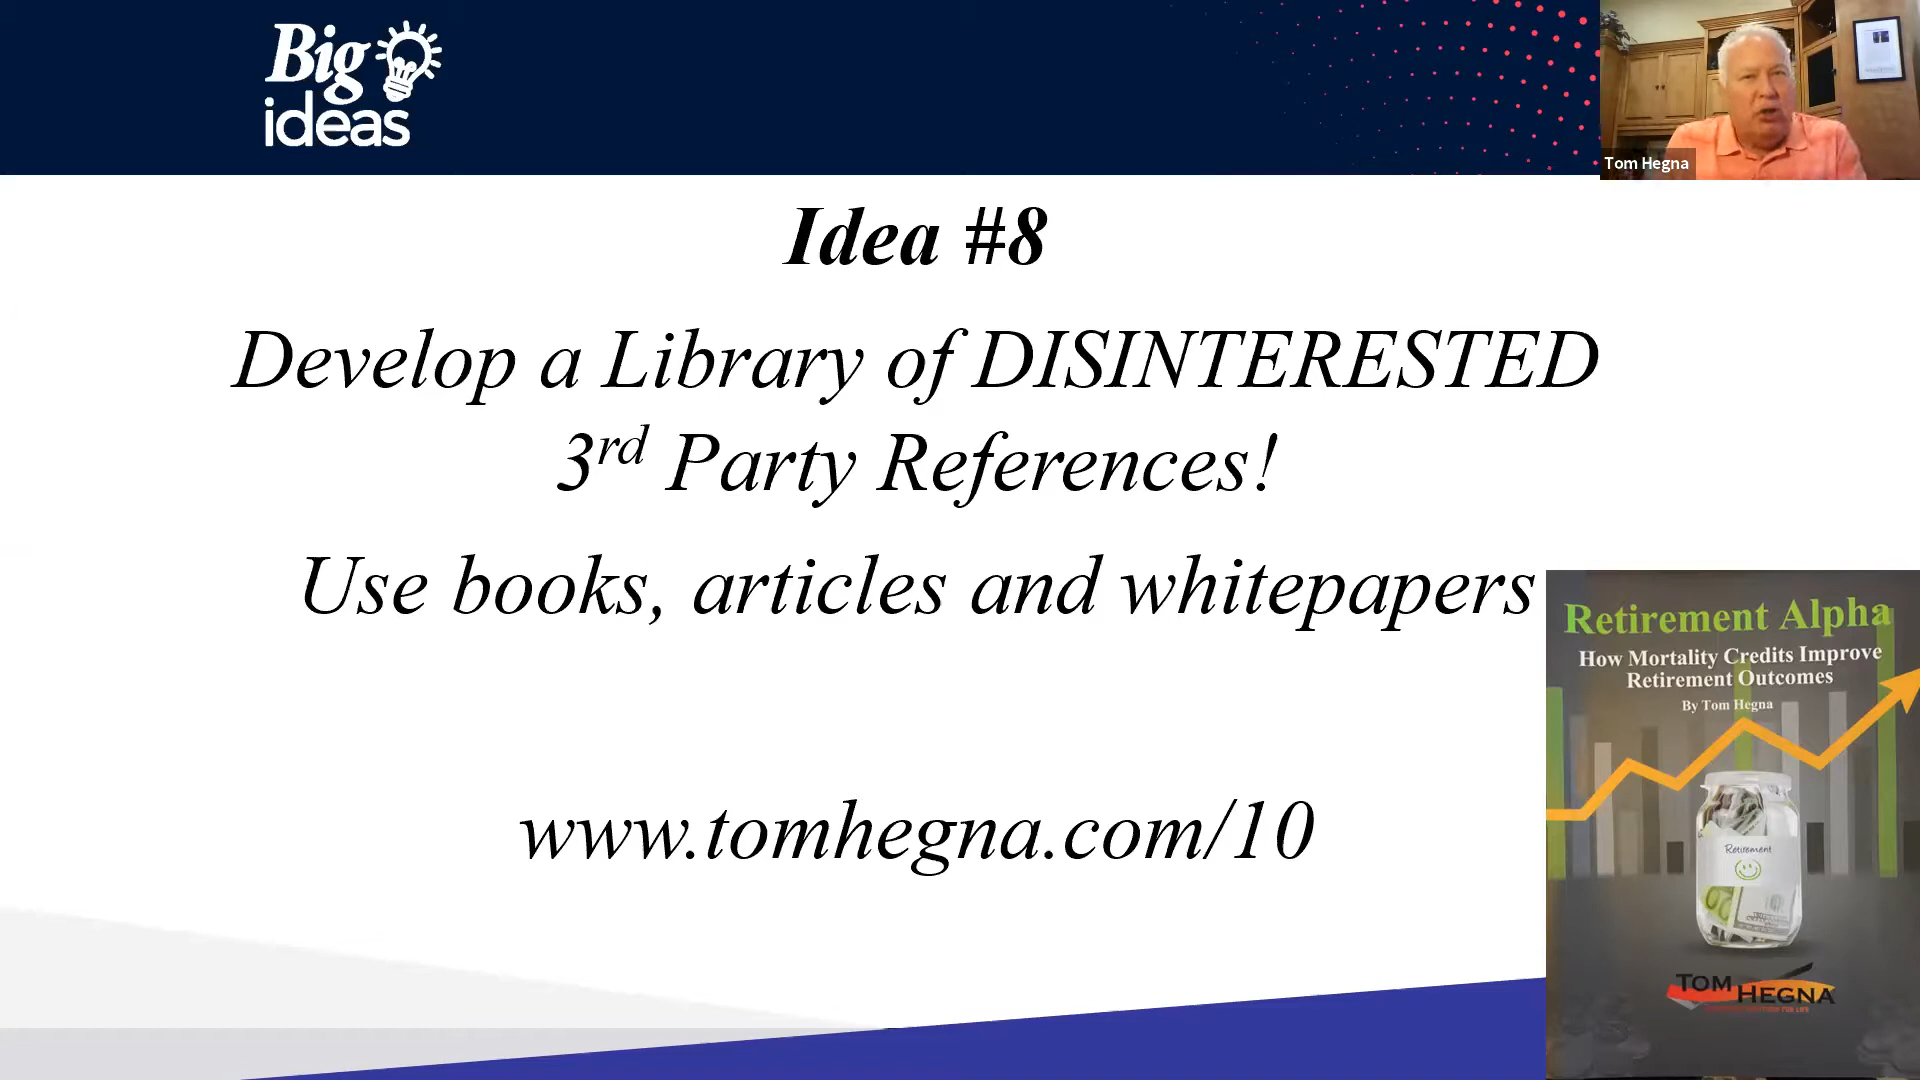 Big
ideas
Tom Hegna
Idea #8
Develop a Library of DISINTERESTED
3rd Party References!
Use books, articles and whitepapers
www.tomhegna.com/10
Retirement Alpha
How Mortality Credits Improve
Retirement Outcomes
By Tom Hegna
Retirement
TOM
HEGNA